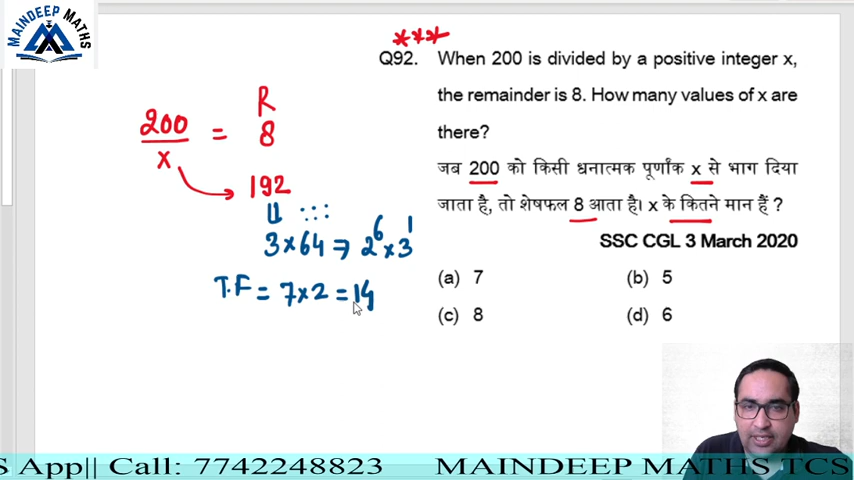 MAINDEEP MATHS
***
Q92. When 200 is divided by a positive integer x,
the remainder is 8. How many values of x are
there?
जब 200 को किसी धनात्मक पूर्णांक x से भाग दिया
जाता है, तो शेषफल 8 आता है। x के कितने मान हैं ?
SSC CGL 3 March 2020
(a) 7 (b) 5
(c) 8 (d) 6
R
200/x = 8
192
3×64 ⇒ 2^6×3^1
T.F = 7×2 = 14
S App|| Call: 7742248823 MAINDEEP MATHS TCS